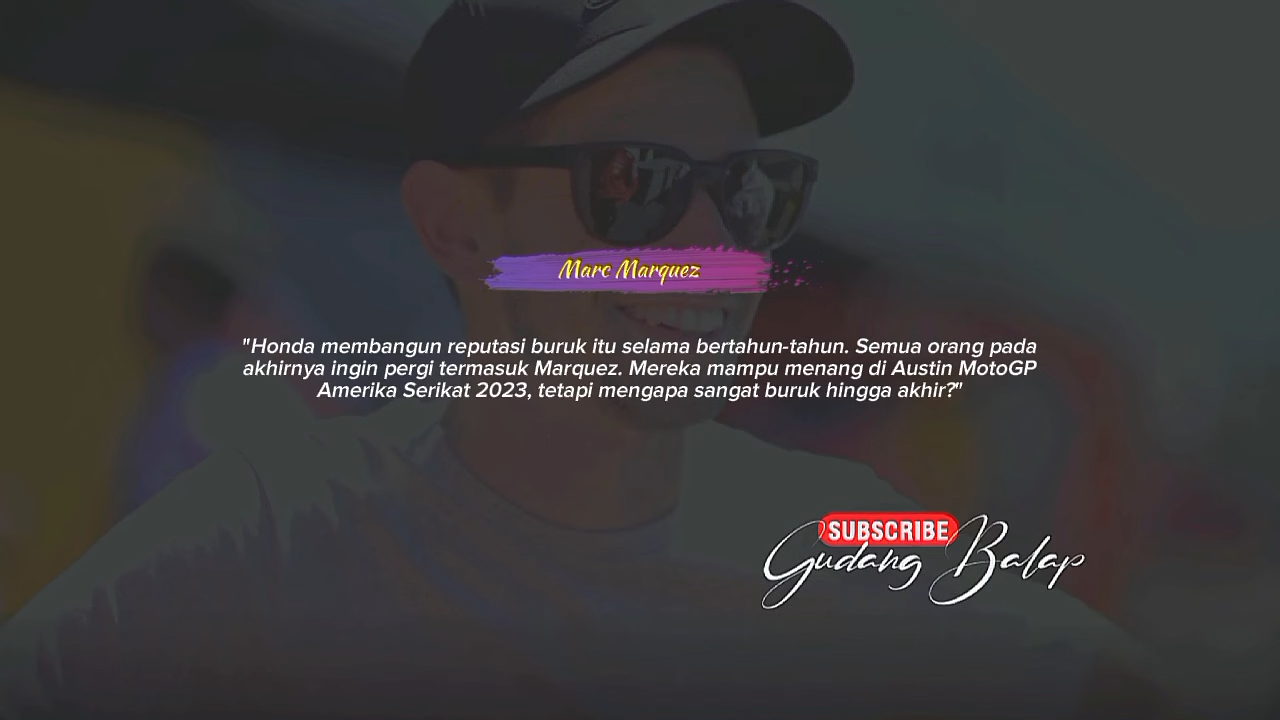 Marc Marquez
"Honda membangun reputasi buruk itu selama bertahun-tahun. Semua orang pada
akhirnya ingin pergi termasuk Marquez. Mereka mampu menang di Austin MotoGP
Amerika Serikat 2023, tetapi mengapa sangat buruk hingga akhir?"
SUBSCRIBE
Gudang Balap